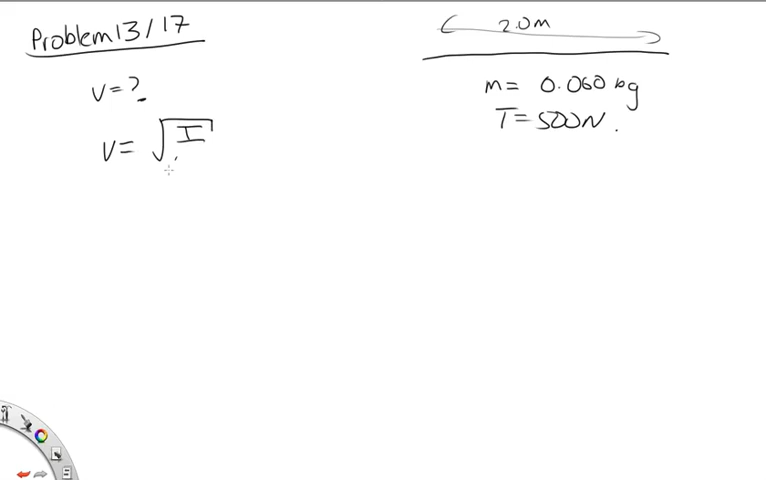 Problem 13/17
2.0m
v = ?
m = 0.060 kg
T = 500N.
v = √T